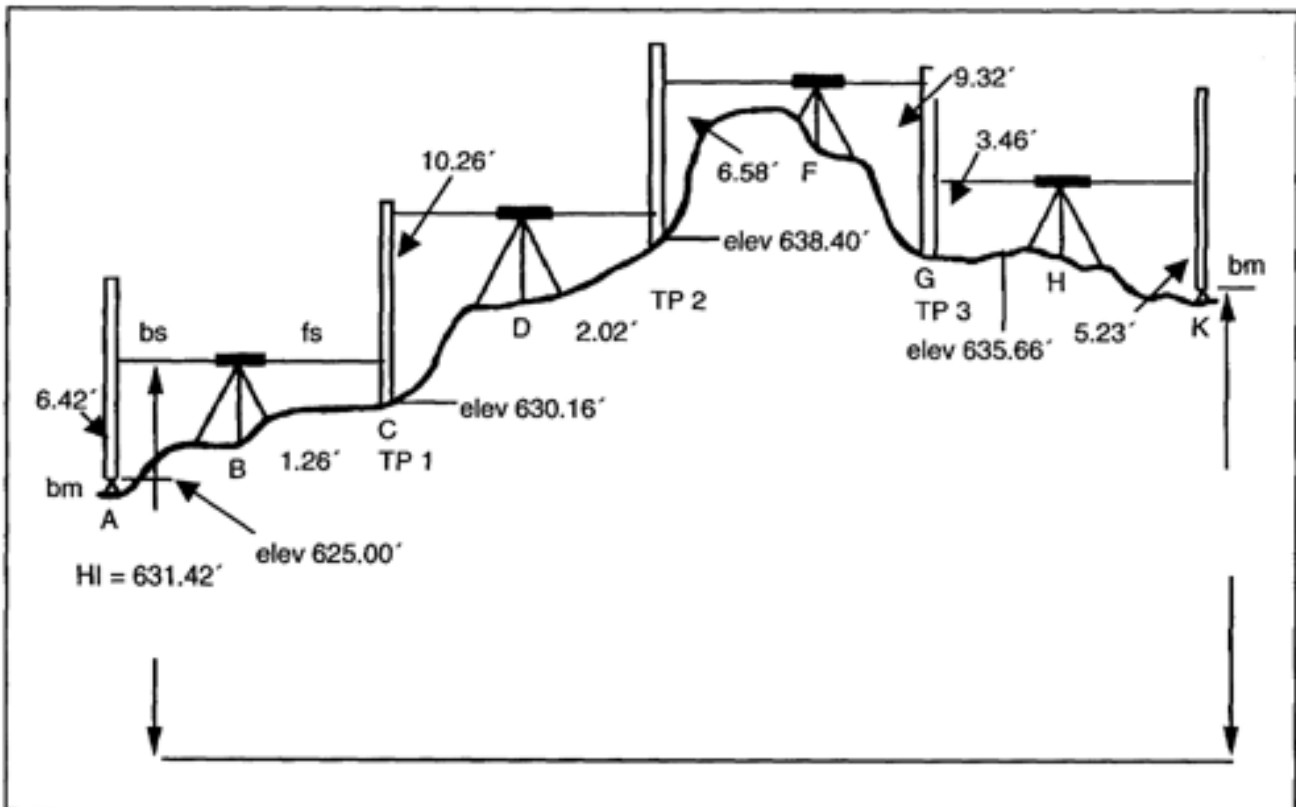 9.32´
3.46´
10.26´
6.58´
F
elev 638.40´
bm
G
H
TP 2
TP 3
D
2.02´
5.23´
K
elev 635.66´
bs
fs
6.42´
elev 630.16´
C
B
1.26´
TP 1
bm
A
elev 625.00´
HI = 631.42´